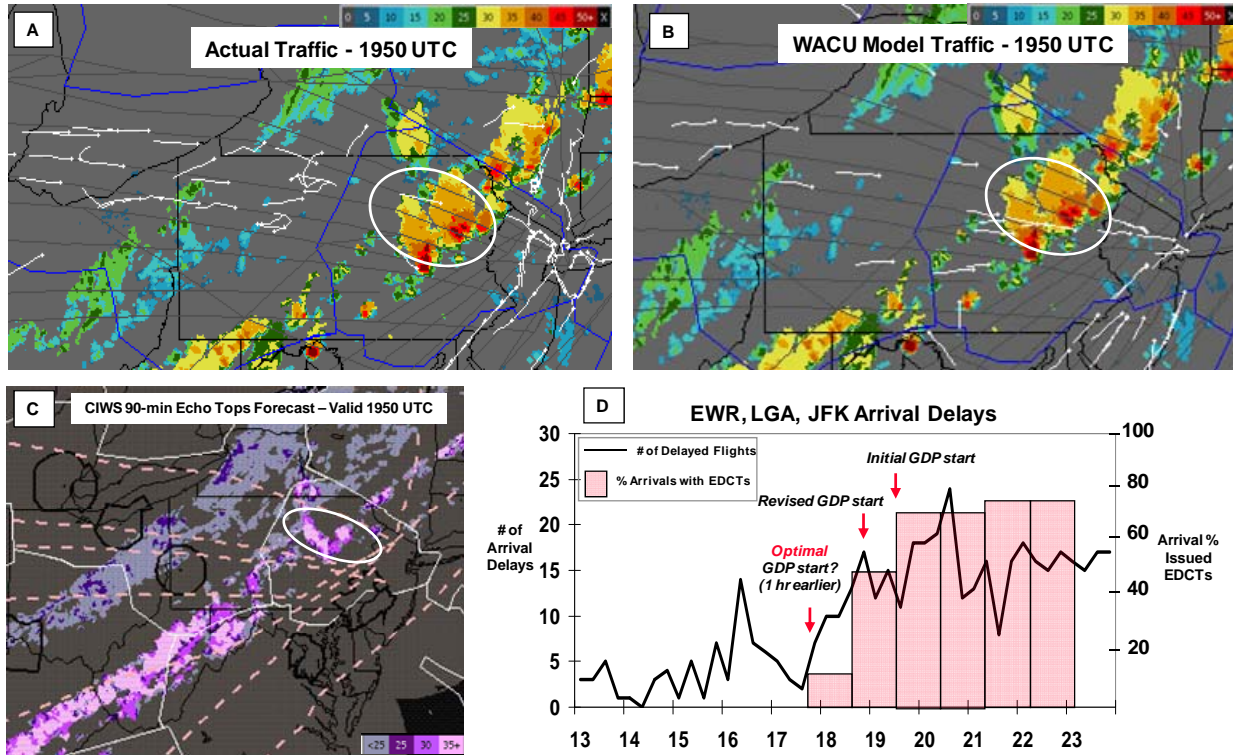 A
0 5 10 15 20 25 30 35 40 45 50+ X
Actual Traffic - 1950 UTC
B
0 5 10 15 20 25 30 35 40 45 50+ X
WACU Model Traffic - 1950 UTC
C
CIWS 90-min Echo Tops Forecast – Valid 1950 UTC
<25 25 30 35+
D
EWR, LGA, JFK Arrival Delays
# of Delayed Flights
% Arrivals with EDCTs
Initial GDP start
Revised GDP start
Optimal
GDP start?
(1 hr earlier)
# of
Arrival
Delays
30
25
20
15
10
5
0
100
80
60
40
20
Arrival %
Issued
EDCTs
13 14 15 16 17 18 19 20 21 22 23